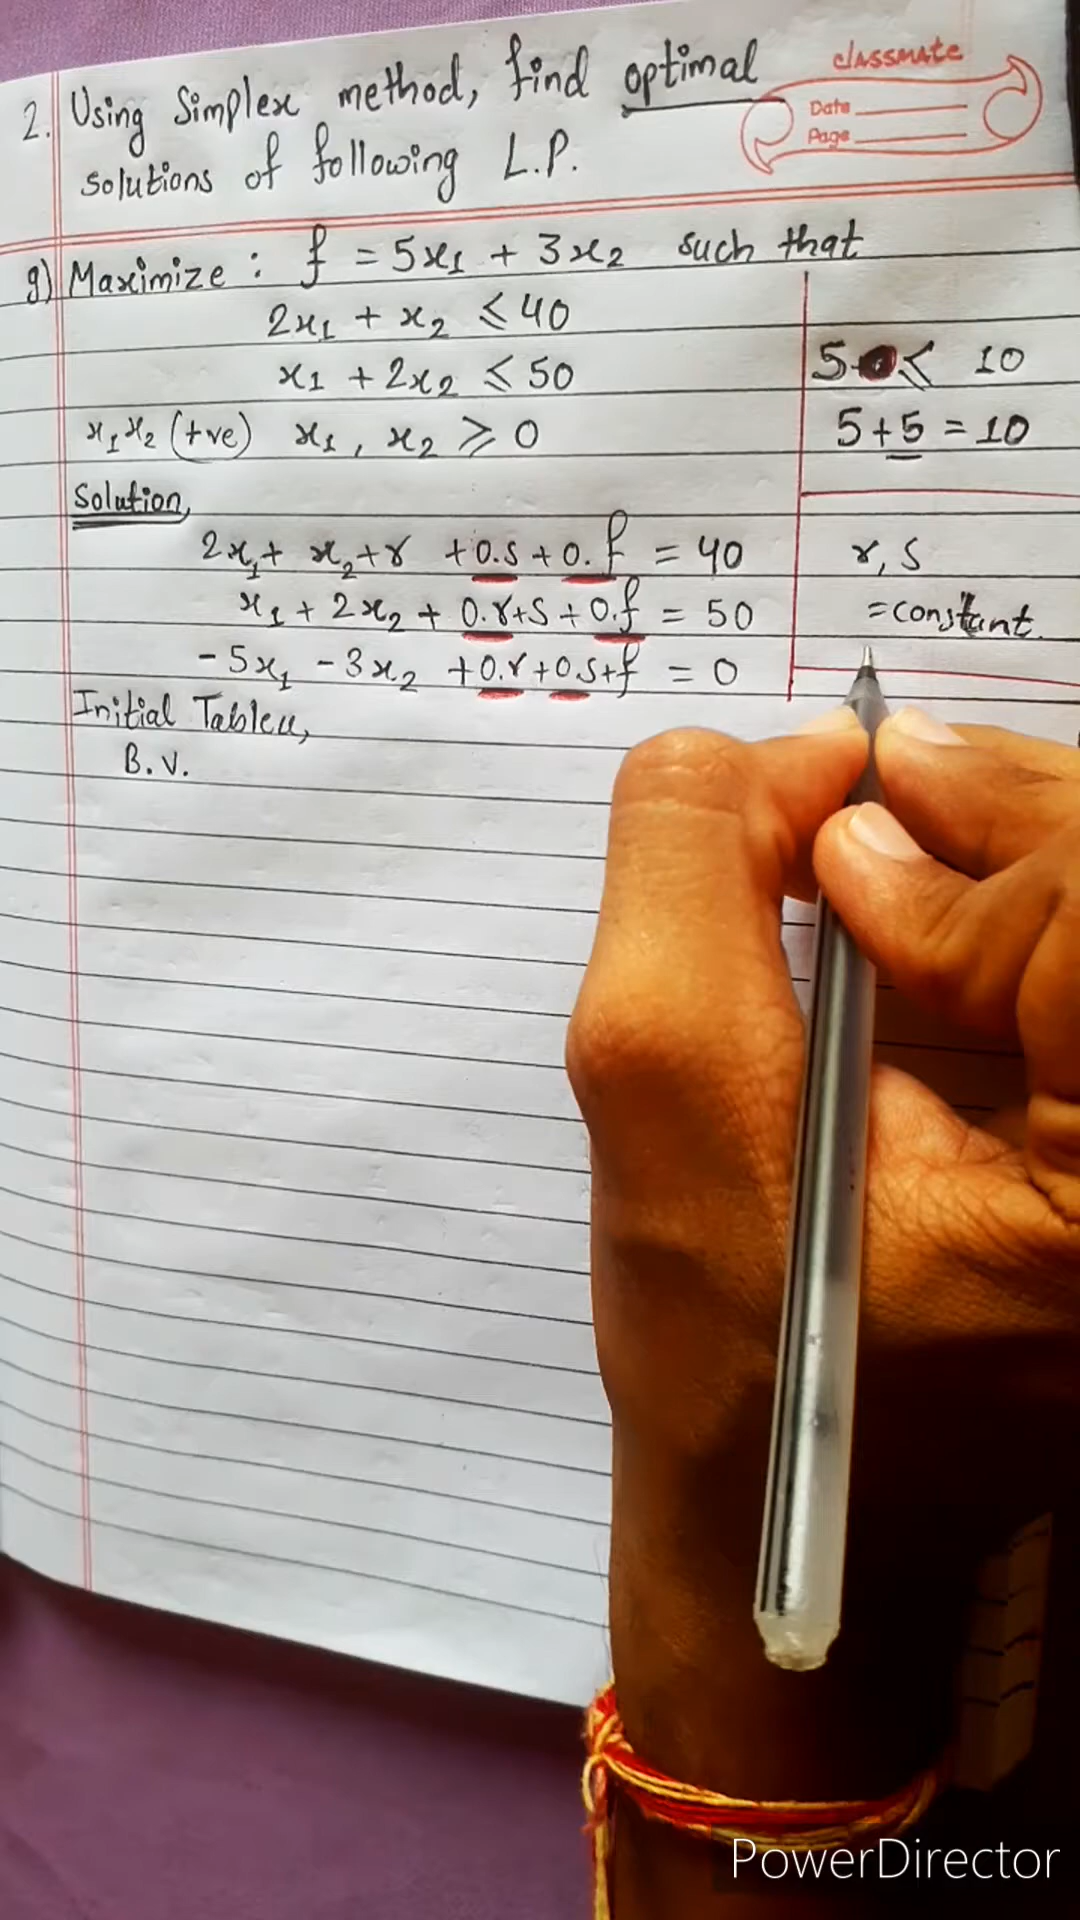 2. Using Simplex method, find optimal
solutions of following L.P.
classmate
Date
Page
g) Maximize : f = 5x₁ + 3x₂ such that
2x₁ + x₂ ≤ 40
x₁ + 2x₂ ≤ 50
x₁ x₂ (+ve) x₁, x₂ ≥ 0
5 ≤ 10
5+5 = 10
Solution,
2x₁ + x₂ + r + 0.s + 0.f = 40
x₁ + 2x₂ + 0.r + s + 0.f = 50
-5x₁ - 3x₂ + 0.r + 0.s + f = 0
r, s
= constant.
Initial Tableu,
B.V.
PowerDirector